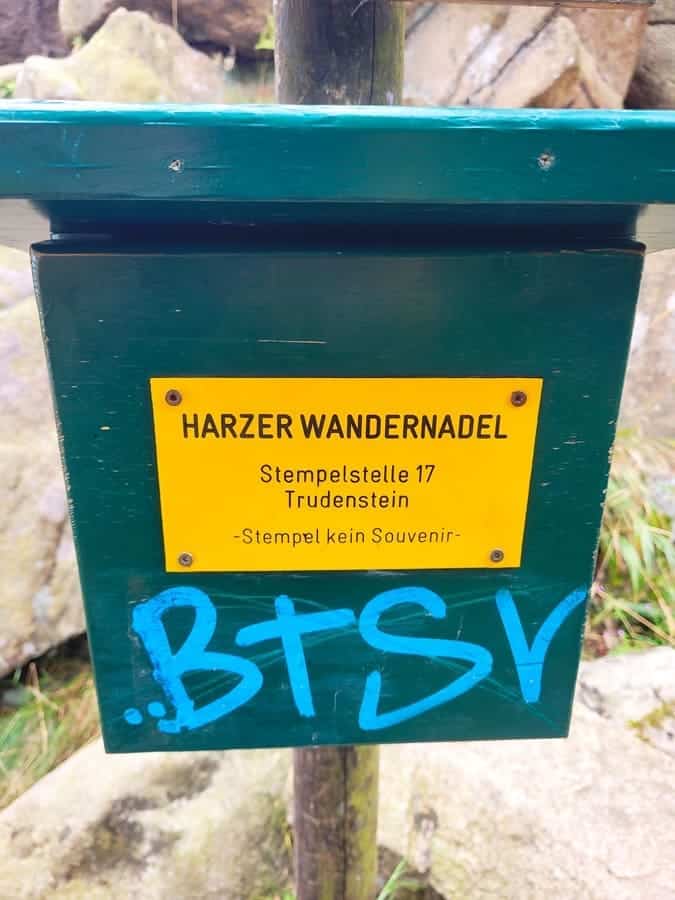 HARZER WANDERNADEL
Stempelstelle 17
Trudenstein
-Stempel kein Souvenir-
BTSV